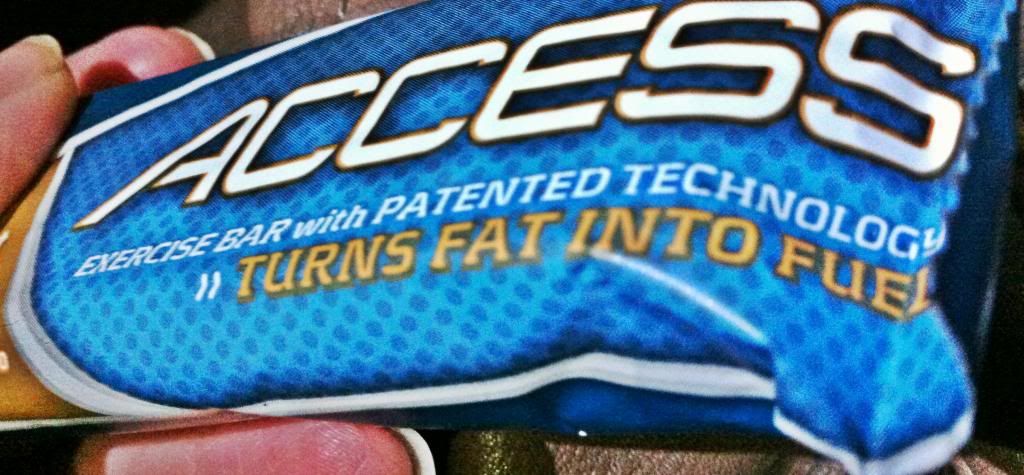 ACCESS
EXERCISE BAR with PATENTED TECHNOLOGY
» TURNS FAT INTO FUEL